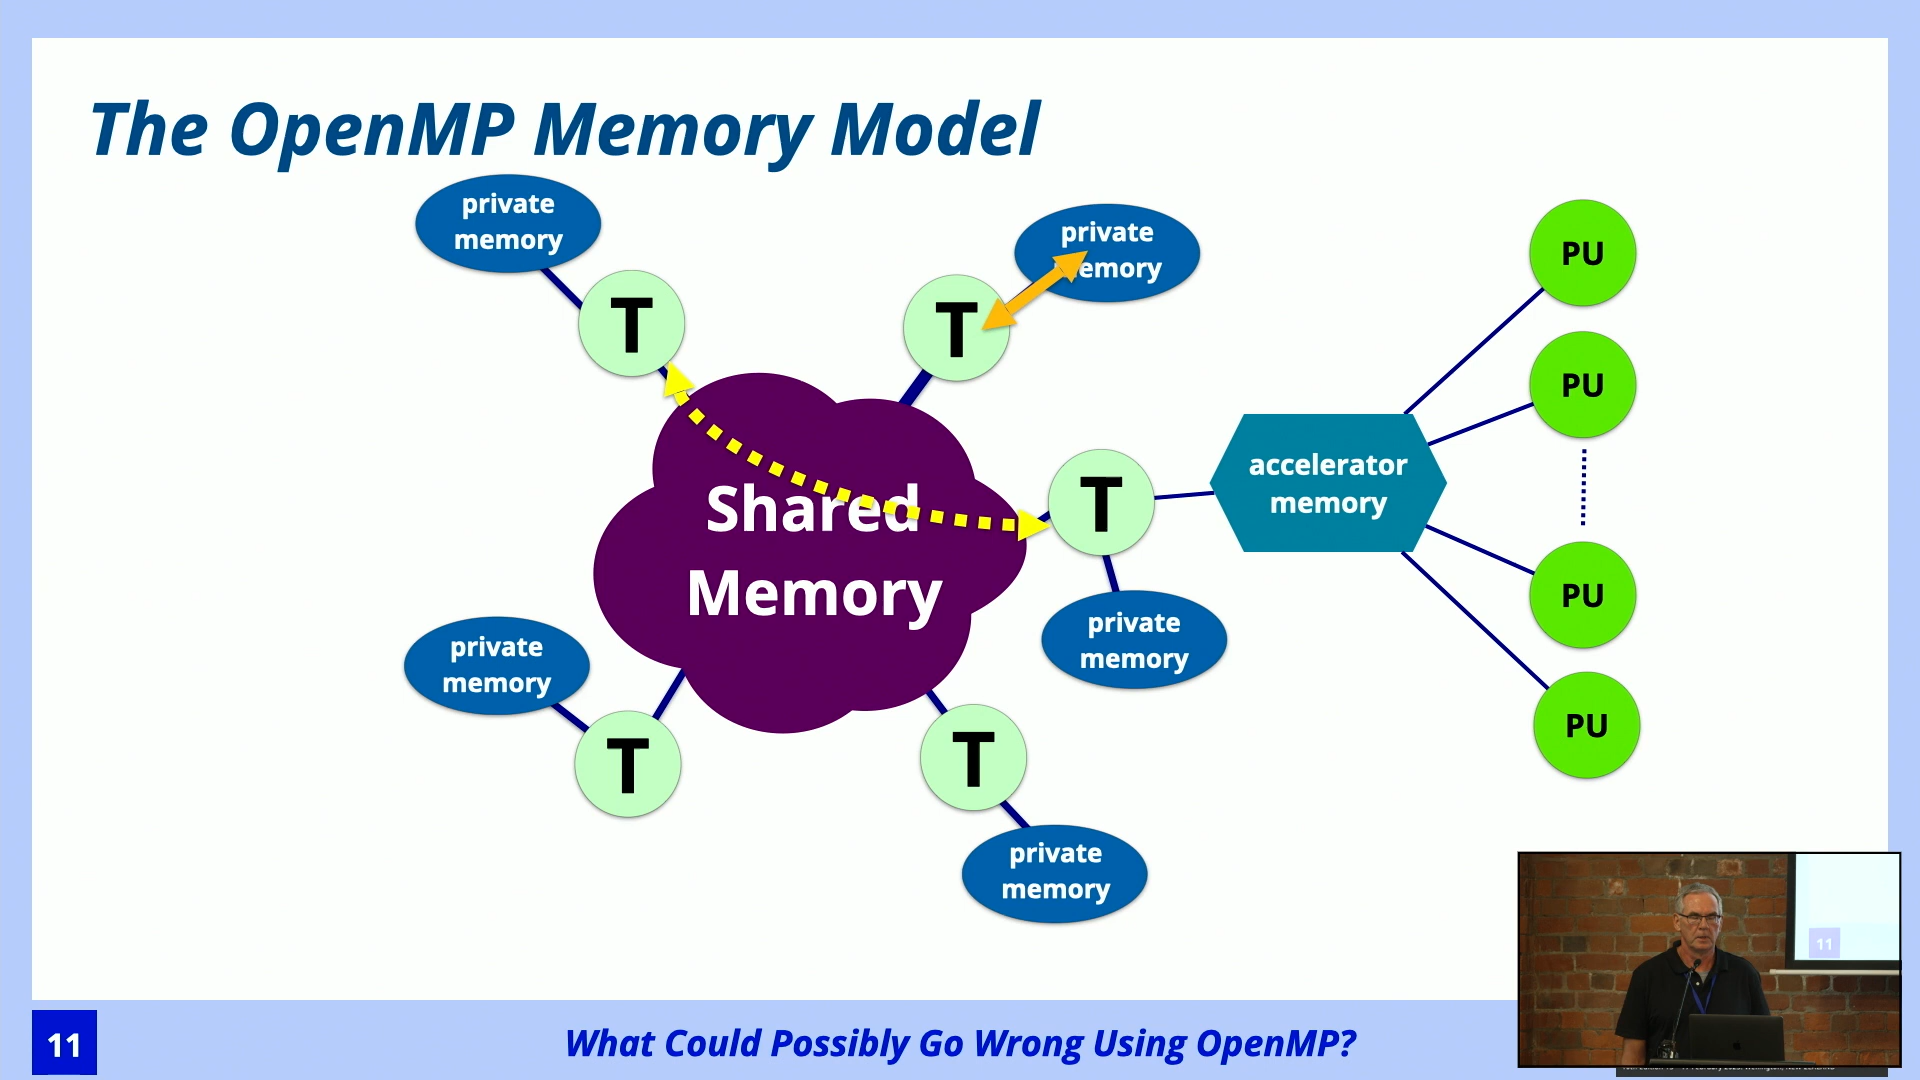 The OpenMP Memory Model
private
memory
private
memory
T
T
PU
PU
Shared
Memory
T
accelerator
memory
private
memory
PU
PU
private
memory
T
T
private
memory
11
11
What Could Possibly Go Wrong Using OpenMP?